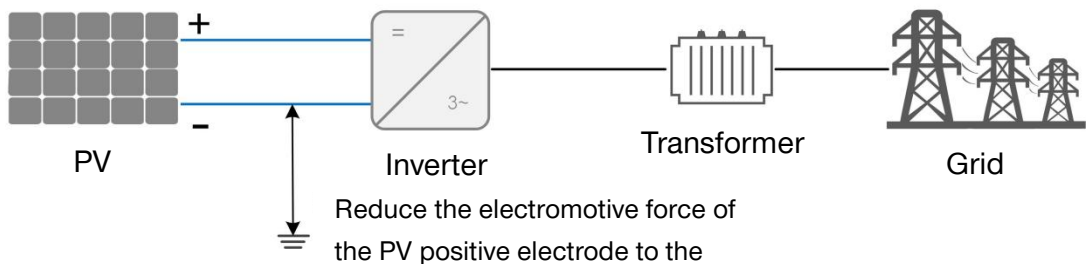 +
=
3~
-
PV
Inverter
Transformer
Grid
Reduce the electromotive force of
the PV positive electrode to the